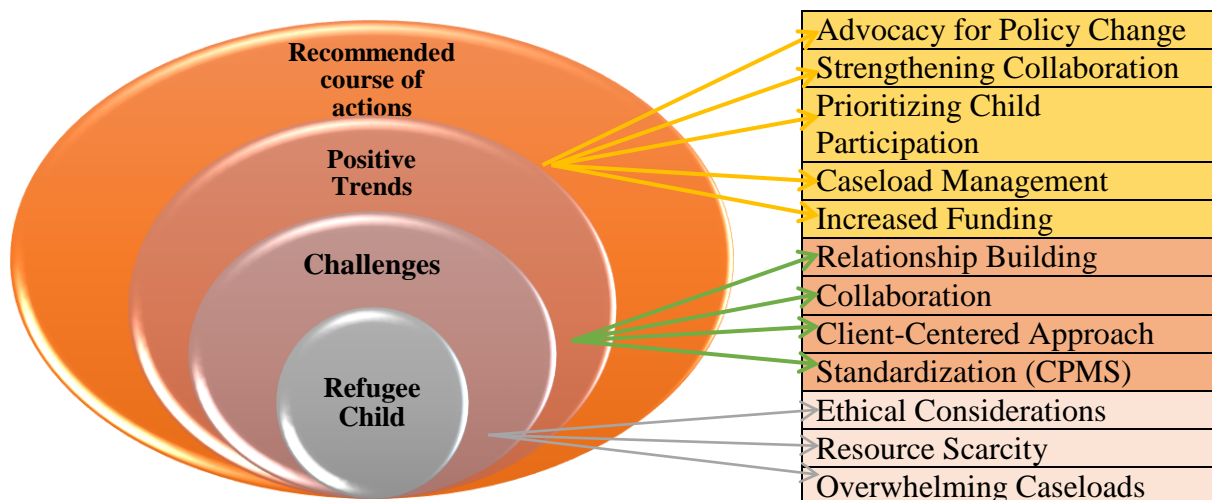 Recommended
course of
actions
Positive
Trends
Challenges
Refugee
Child
Advocacy for Policy Change
Strengthening Collaboration
Prioritizing Child
Participation
Caseload Management
Increased Funding
Relationship Building
Collaboration
Client-Centered Approach
Standardization (CPMS)
Ethical Considerations
Resource Scarcity
Overwhelming Caseloads